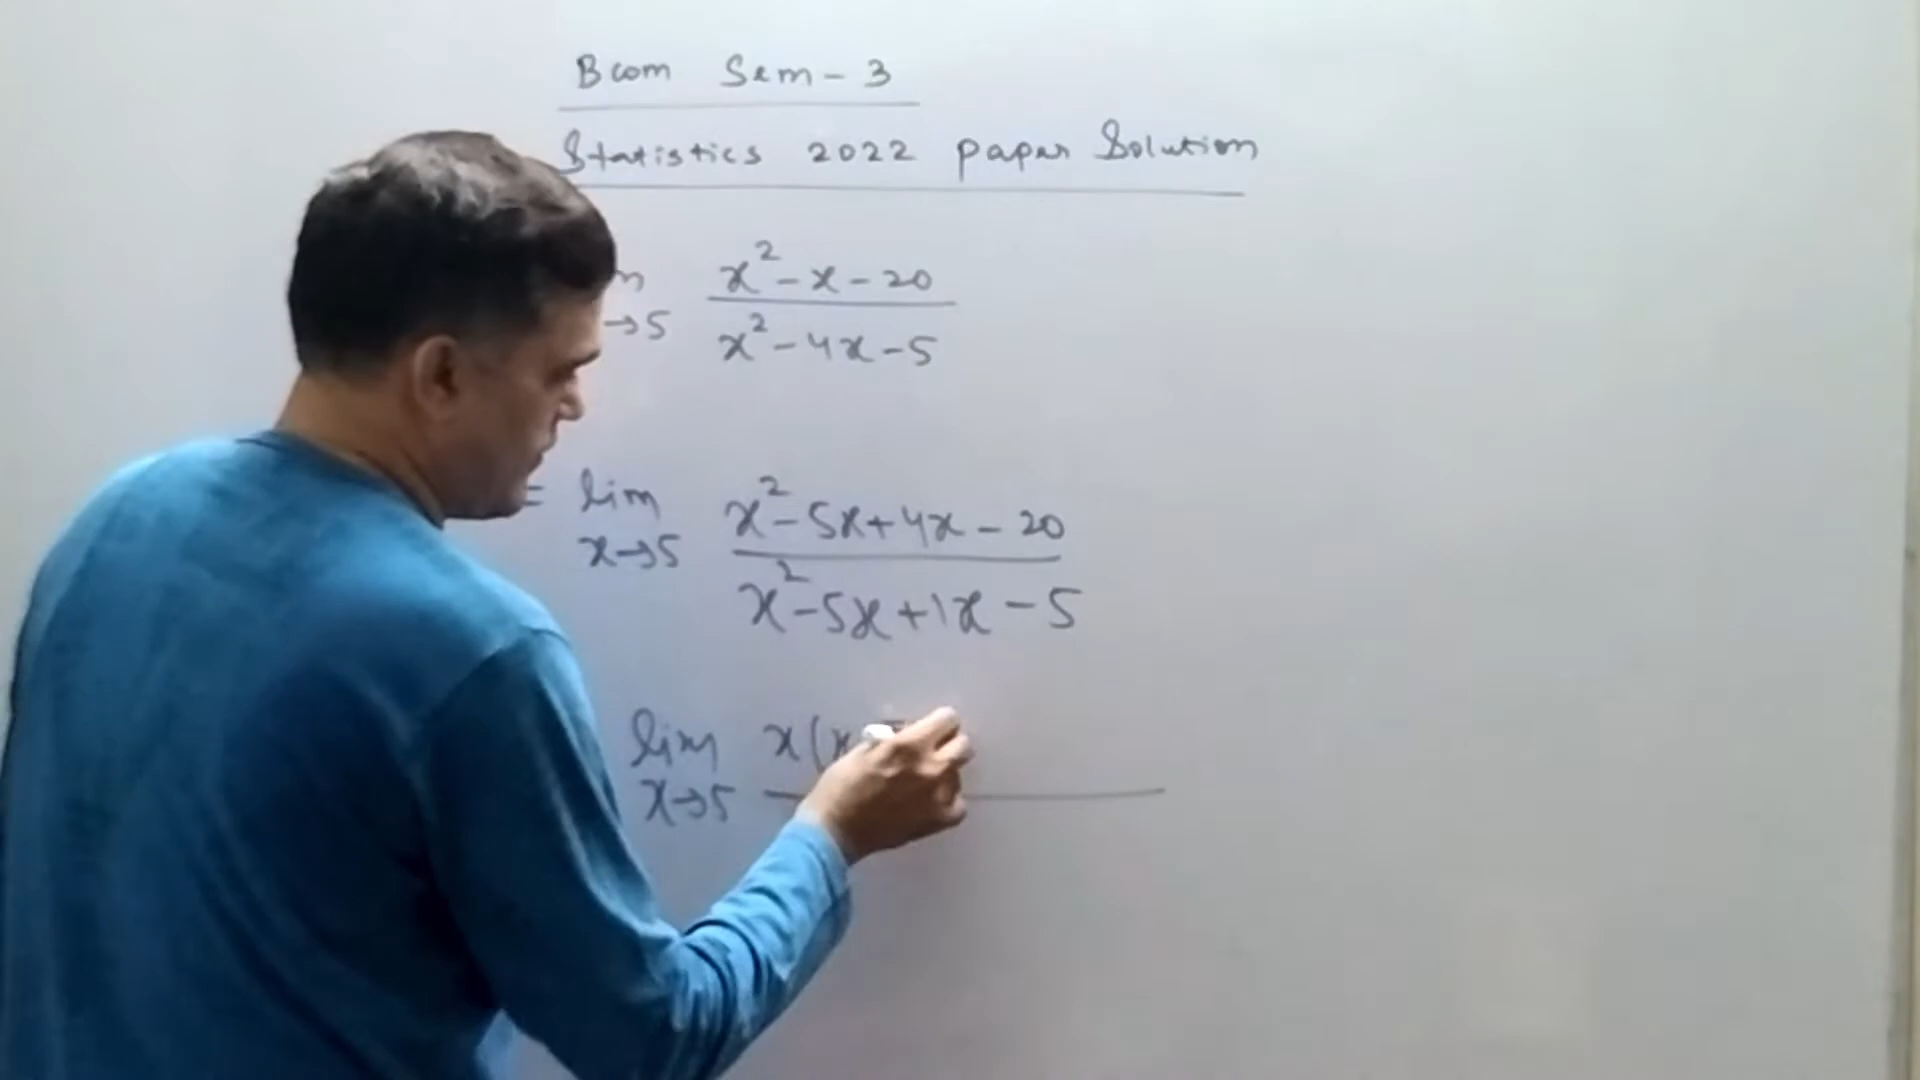 Bcom Sem - 3
Statistics 2022 paper Solution
x² - x - 20
→5 x² - 4x - 5
= lim x² - 5x + 4x - 20
x→5 x² - 5x + 1x - 5
lim x(x
x→5